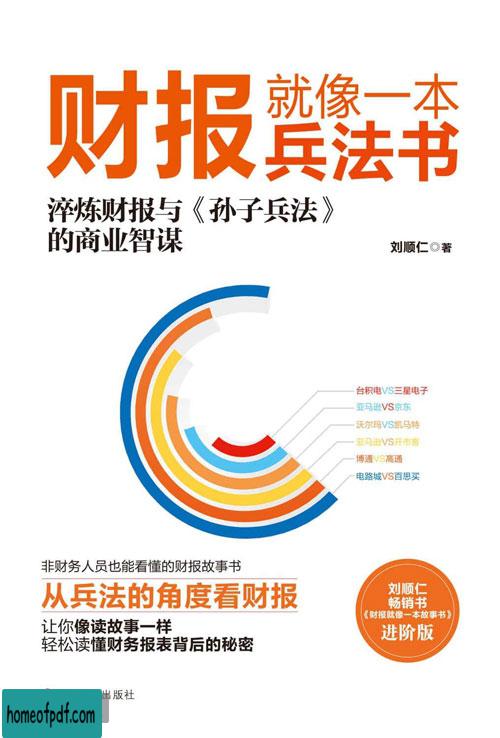 财报
就像一本
兵法书
淬炼财报与《孙子兵法》
的商业智谋
刘顺仁◎著
台积电VS三星电子
亚马逊VS京东
沃尔玛VS凯马特
亚马逊VS开市客
博通VS高通
电路城VS百思买
非财务人员也能看懂的财报故事书
从兵法的角度看财报
让你像读故事一样
轻松读懂财务报表背后的秘密
刘顺仁
畅销书
《财报就像一本故事书》
进阶版
出版社
homeofpdf.com